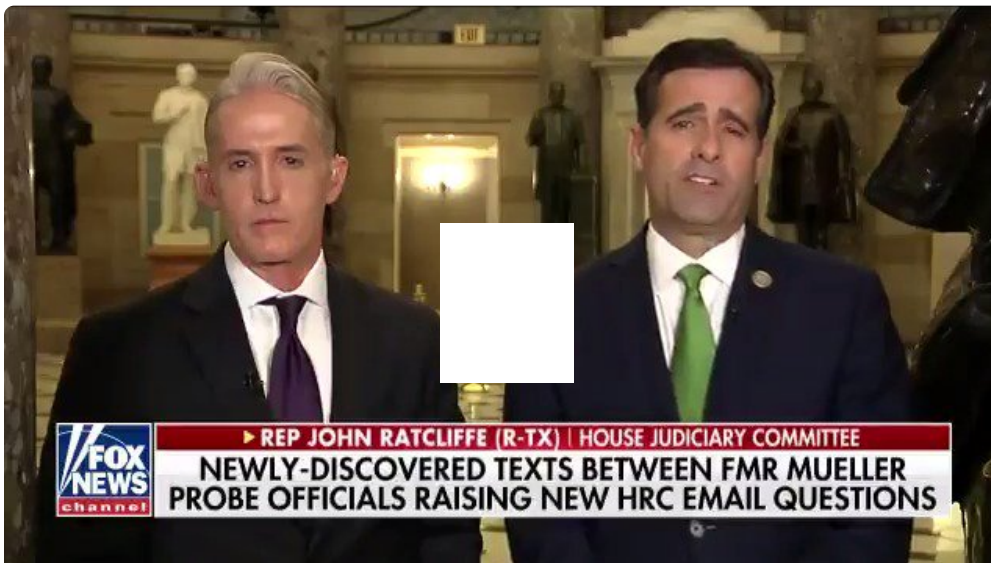 EXIT
REP JOHN RATCLIFFE (R-TX) | HOUSE JUDICIARY COMMITTEE
FOX
NEWS
channel
NEWLY-DISCOVERED TEXTS BETWEEN FMR MUELLER
PROBE OFFICIALS RAISING NEW HRC EMAIL QUESTIONS